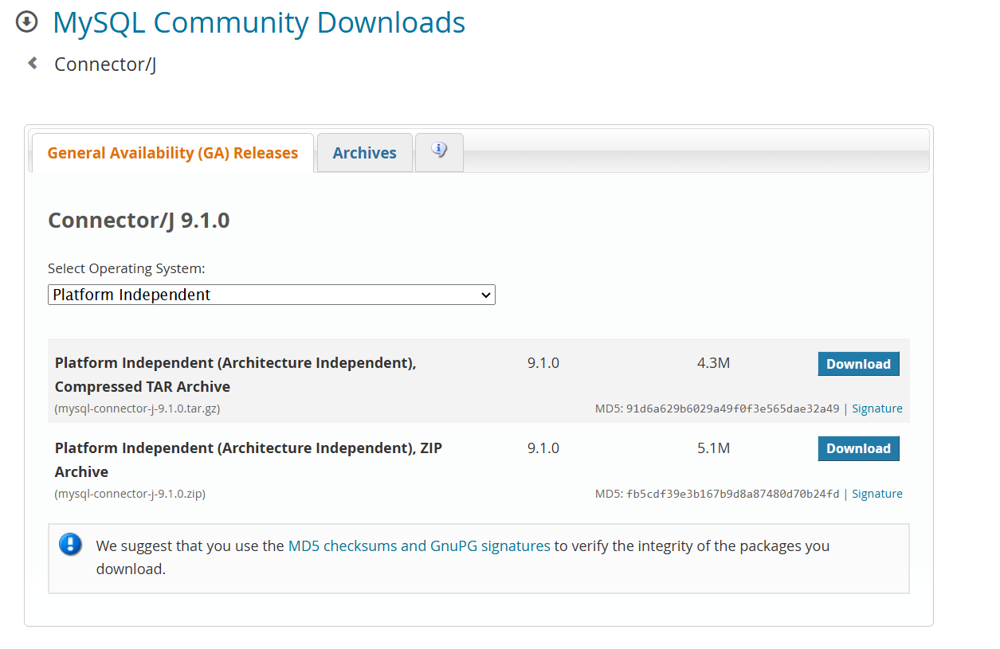 MySQL Community Downloads
Connector/J
General Availability (GA) Releases
Archives
Connector/J 9.1.0
Select Operating System:
Platform Independent
Platform Independent (Architecture Independent), 9.1.0 4.3M Download
Compressed TAR Archive
(mysql-connector-j-9.1.0.tar.gz) MD5: 91d6a629b6029a49f0f3e565dae32a49 | Signature
Platform Independent (Architecture Independent), ZIP 9.1.0 5.1M Download
Archive
(mysql-connector-j-9.1.0.zip) MD5: fb5cdf39e3b167b9d8a87480d70b24fd | Signature
We suggest that you use the MD5 checksums and GnuPG signatures to verify the integrity of the packages you
download.